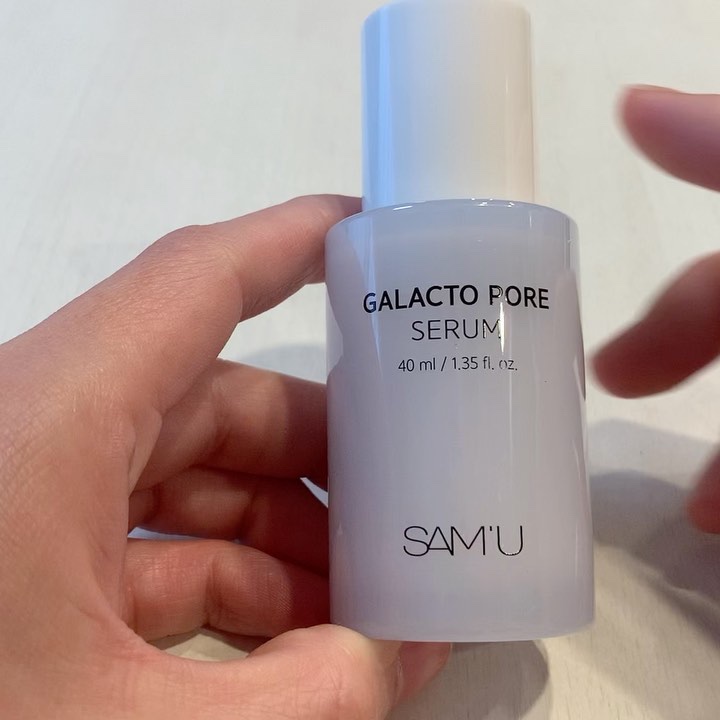 GALACTO PORE
SERUM
40 ml / 1.35 fl. oz.
SAM'U